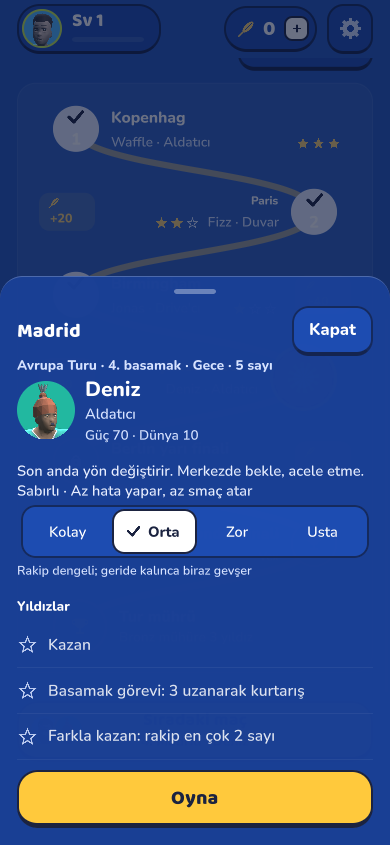 Sv 1
0
+
Kopenhag
1
Waffle · Aldatıcı
Paris
+20
Fizz · Duvar
2
Madrid
Kapat
Avrupa Turu · 4. basamak · Gece · 5 sayı
Deniz
Aldatıcı
Güç 70 · Dünya 10
Son anda yön değiştirir. Merkezde bekle, acele etme.
Sabırlı · Az hata yapar, az smaç atar
Kolay
Orta
Zor
Usta
Rakip dengeli; geride kalınca biraz gevşer
Yıldızlar
Kazan
Basamak görevi: 3 uzanarak kurtarış
Farkla kazan: rakip en çok 2 sayı
Oyna